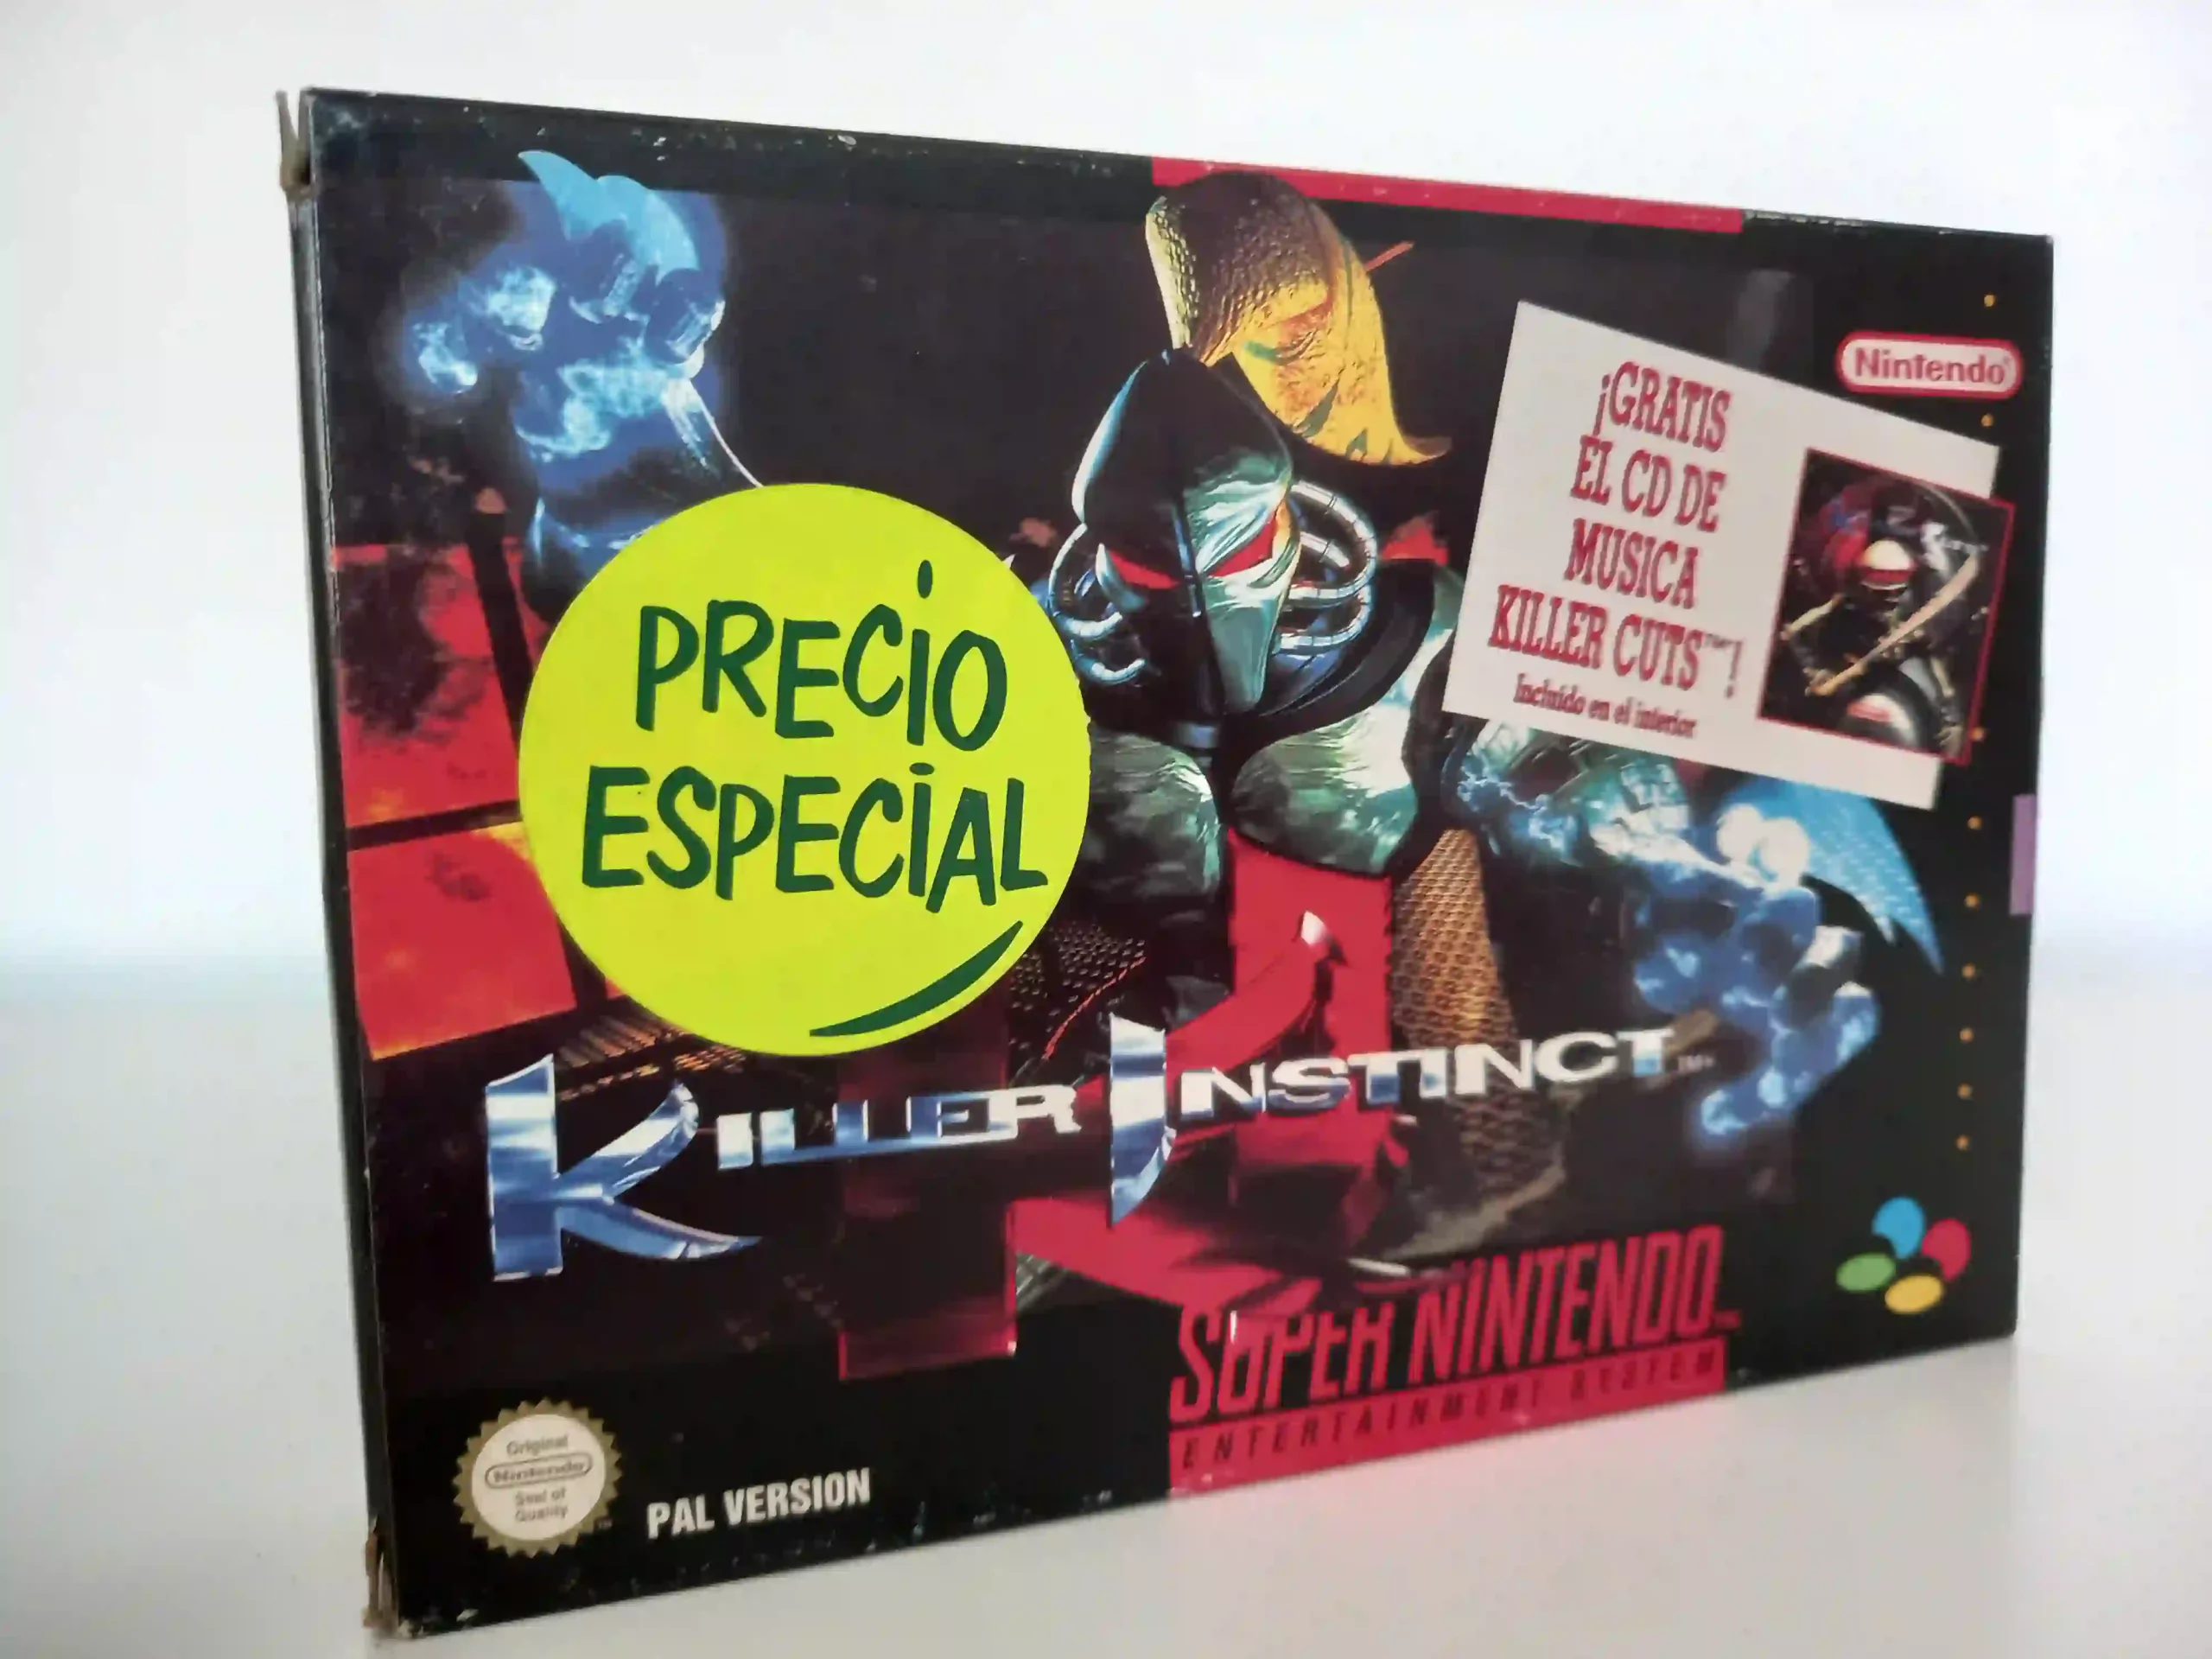 Nintendo
¡GRATIS
EL CD DE
MUSICA
KILLER CUTS™!
Incluido en el interior
PRECIO
ESPECIAL
KILLER INSTINCT™
SUPER NINTENDO™
ENTERTAINMENT SYSTEM
Original
Nintendo
Seal of
Quality
PAL VERSION